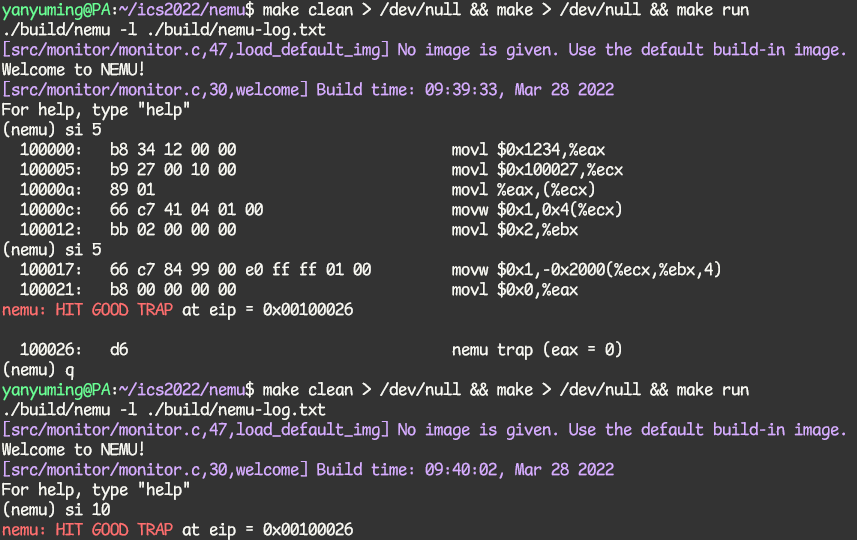 yanyuming@PA:~/ics2022/nemu$ make clean > /dev/null && make > /dev/null && make run
./build/nemu -l ./build/nemu-log.txt
[src/monitor/monitor.c,47,load_default_img] No image is given. Use the default build-in image.
Welcome to NEMU!
[src/monitor/monitor.c,30,welcome] Build time: 09:39:33, Mar 28 2022
For help, type "help"
(nemu) si 5
  100000:   b8 34 12 00 00                        movl $0x1234,%eax
  100005:   b9 27 00 10 00                        movl $0x100027,%ecx
  10000a:   89 01                                 movl %eax,(%ecx)
  10000c:   66 c7 41 04 01 00                     movw $0x1,0x4(%ecx)
  100012:   bb 02 00 00 00                        movl $0x2,%ebx
(nemu) si 5
  100017:   66 c7 84 99 00 e0 ff ff 01 00         movw $0x1,-0x2000(%ecx,%ebx,4)
  100021:   b8 00 00 00 00                        movl $0x0,%eax
nemu: HIT GOOD TRAP at eip = 0x00100026

  100026:   d6                                    nemu trap (eax = 0)
(nemu) q
yanyuming@PA:~/ics2022/nemu$ make clean > /dev/null && make > /dev/null && make run
./build/nemu -l ./build/nemu-log.txt
[src/monitor/monitor.c,47,load_default_img] No image is given. Use the default build-in image.
Welcome to NEMU!
[src/monitor/monitor.c,30,welcome] Build time: 09:40:02, Mar 28 2022
For help, type "help"
(nemu) si 10
nemu: HIT GOOD TRAP at eip = 0x00100026